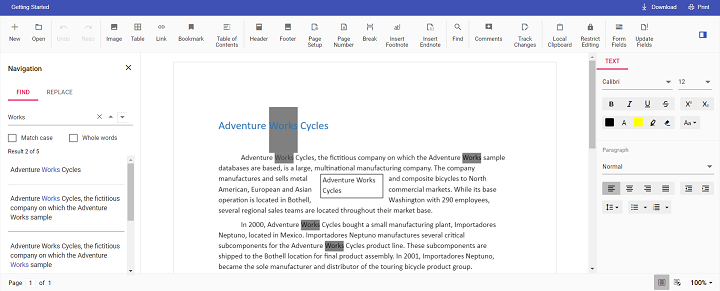 Getting Started
Download
Print
New
Open
Undo
Redo
Image
Table
Link
Bookmark
Table of
Contents
Header
Footer
Page
Setup
Page
Number
Break
Insert
Footnote
Insert
Endnote
Find
Comments
Track
Changes
Local
Clipboard
Restrict
Editing
Form
Fields
Update
Fields
Navigation
FIND
REPLACE
Works
Match case
Whole words
Result 2 of 5
Adventure Works Cycles
Adventure Works Cycles, the fictitious
company on which the Adventure
Works sample
Adventure Works Cycles, the fictitious
company on which the Adventure
Works sample
Adventure Works Cycles
Adventure Works Cycles, the fictitious company on which the Adventure Works sample
databases are based, is a large, multinational manufacturing company. The company
manufactures and sells metal and composite bicycles to North
American, European and Asian commercial markets. While its base
operation is located in Bothell, Washington with 290 employees,
several regional sales teams are located throughout their market base.
Adventure Works
Cycles
In 2000, Adventure Works Cycles bought a small manufacturing plant, Importadores
Neptuno, located in Mexico. Importadores Neptuno manufactures several critical
subcomponents for the Adventure Works Cycles product line. These subcomponents are
shipped to the Bothell location for final product assembly. In 2001, Importadores Neptuno,
became the sole manufacturer and distributor of the touring bicycle product group.
TEXT
Calibri
12
B I U S X² X₂
A Aa
Paragraph
Normal
Page 1 of 1
100%